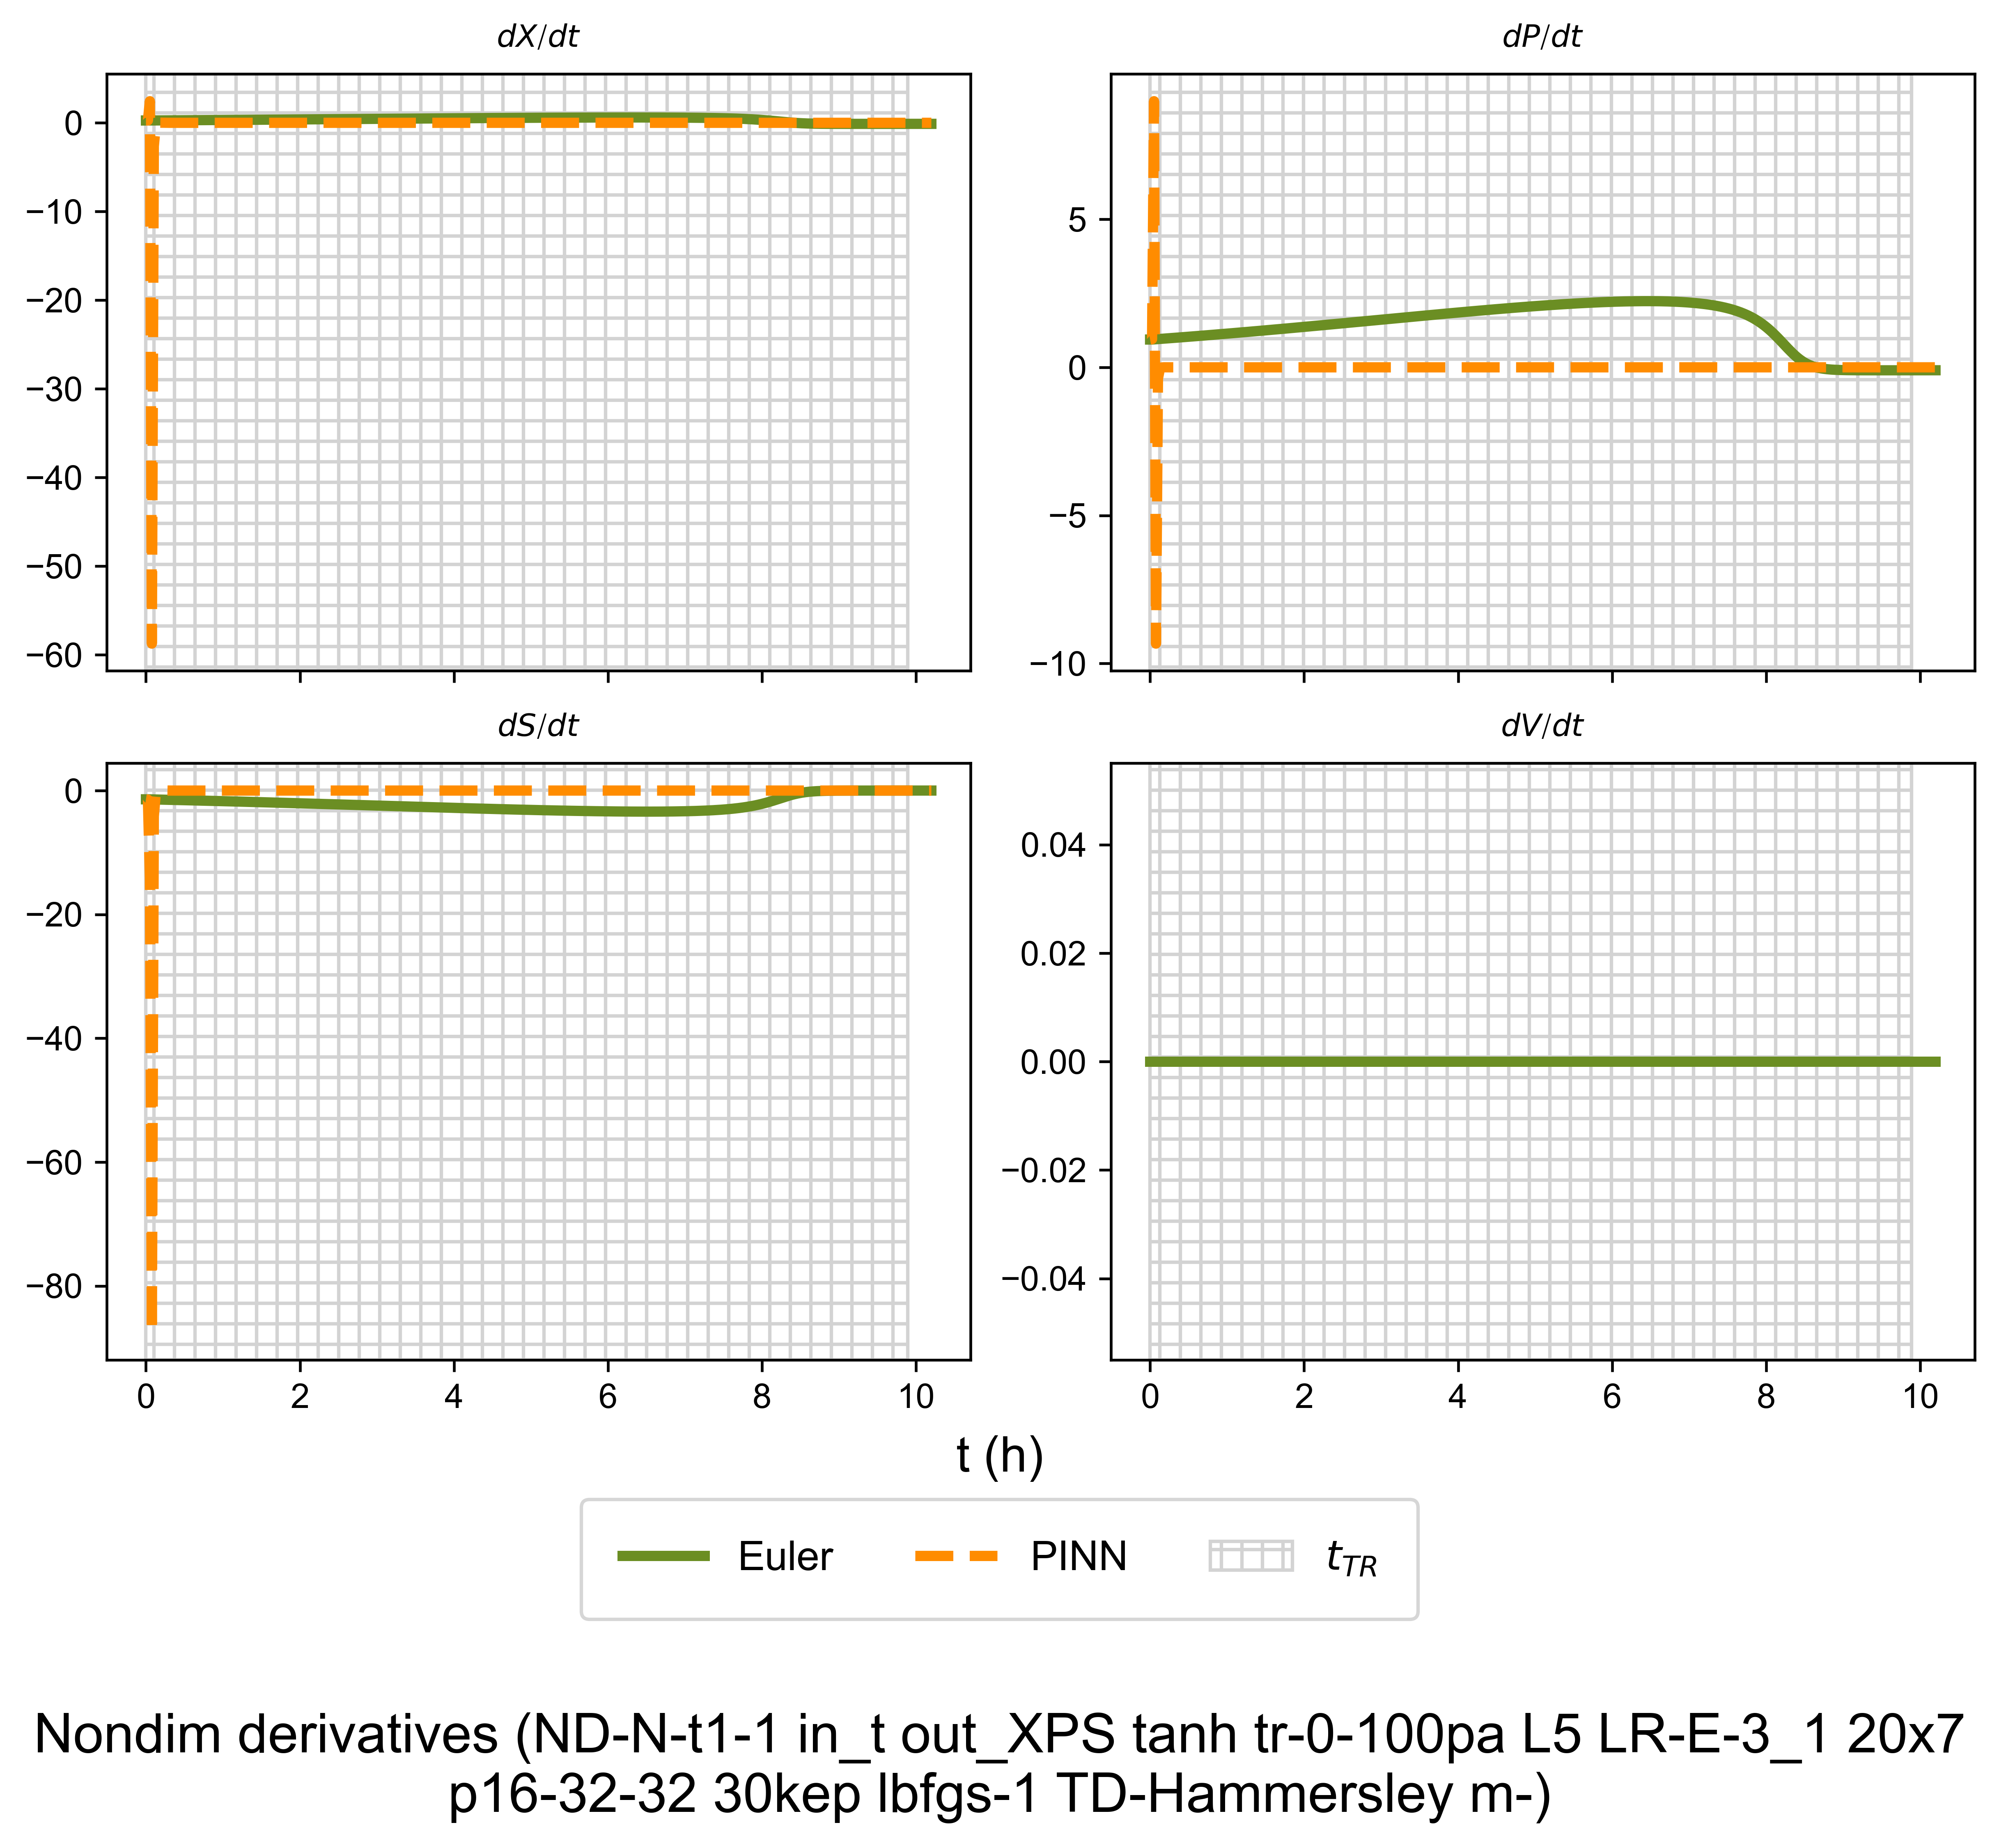 dX/dt
dP/dt
0
−10
−20
−30
−40
−50
−60
5
0
−5
−10
dS/dt
dV/dt
0
−20
−40
−60
−80
0.04
0.02
0.00
−0.02
−0.04
0 2 4 6 8 10
0 2 4 6 8 10
t (h)
Euler PINN t_TR
Nondim derivatives (ND-N-t1-1 in_t out_XPS tanh tr-0-100pa L5 LR-E-3_1 20x7
p16-32-32 30kep lbfgs-1 TD-Hammersley m-)